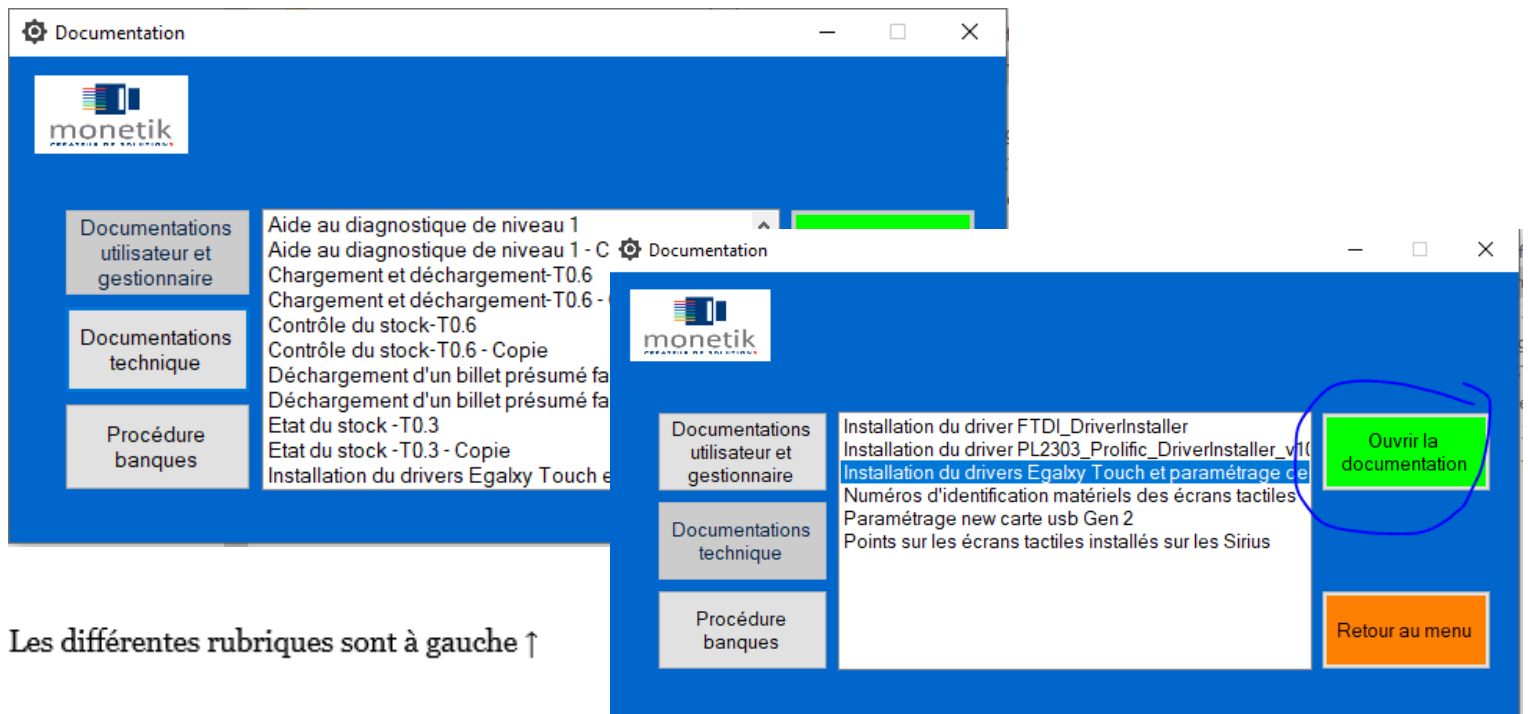 Documentation
monetik
CREATEUR DE SOLUTIONS
Documentations
utilisateur et
gestionnaire
Documentations
technique
Procédure
banques
Aide au diagnostique de niveau 1
Aide au diagnostique de niveau 1 - C
Chargement et déchargement-T0.6
Chargement et déchargement-T0.6 -
Contrôle du stock-T0.6
Contrôle du stock-T0.6 - Copie
Déchargement d'un billet présumé fa
Déchargement d'un billet présumé fa
Etat du stock -T0.3
Etat du stock -T0.3 - Copie
Installation du drivers Egalxy Touch e
Documentation
monetik
CREATEUR DE SOLUTIONS
Documentations
utilisateur et
gestionnaire
Documentations
technique
Procédure
banques
Installation du driver FTDI_DriverInstaller
Installation du driver PL2303_Prolific_DriverInstaller_v10
Installation du drivers Egalxy Touch et paramétrage de
Numéros d'identification matériels des écrans tactiles
Paramétrage new carte usb Gen 2
Points sur les écrans tactiles installés sur les Sirius
Ouvrir la
documentation
Retour au menu
Les différentes rubriques sont à gauche ↑